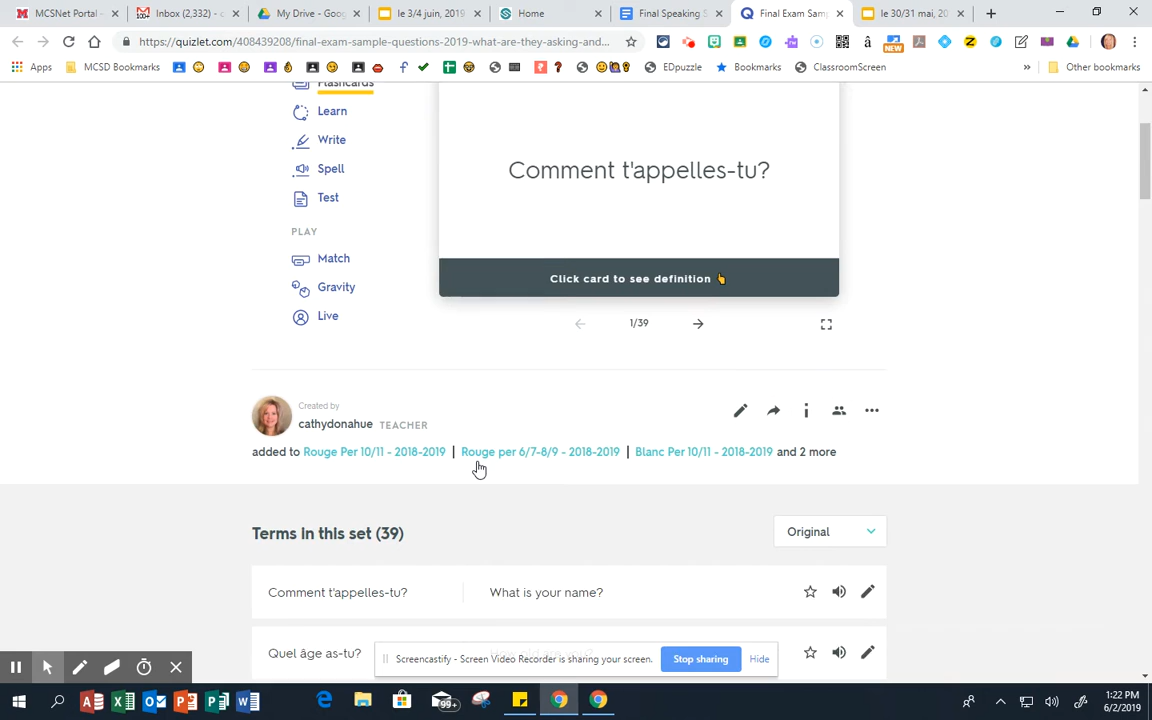 MCSNet Portal -
Inbox (2,332) - c
My Drive - Goog
le 3/4 juin, 2019
Home
Final Speaking S
Final Exam Sam
le 30/31 mai, 20
https://quizlet.com/408439208/final-exam-sample-questions-2019-what-are-they-asking-and...
NEW
Apps
MCSD Bookmarks
EDpuzzle
Bookmarks
ClassroomScreen
»
Other bookmarks
Flashcards
Learn
Write
Spell
Test
PLAY
Match
Gravity
Live
Comment t'appelles-tu?
Click card to see definition
1/39
Created by
cathydonahue TEACHER
added to Rouge Per 10/11 - 2018-2019 | Rouge per 6/7-8/9 - 2018-2019 | Blanc Per 10/11 - 2018-2019 and 2 more
Terms in this set (39)
Original
Comment t'appelles-tu?
What is your name?
Quel âge as-tu?
Screencastify - Screen Video Recorder is sharing your screen.
Stop sharing
Hide
99+
1:22 PM
6/2/2019